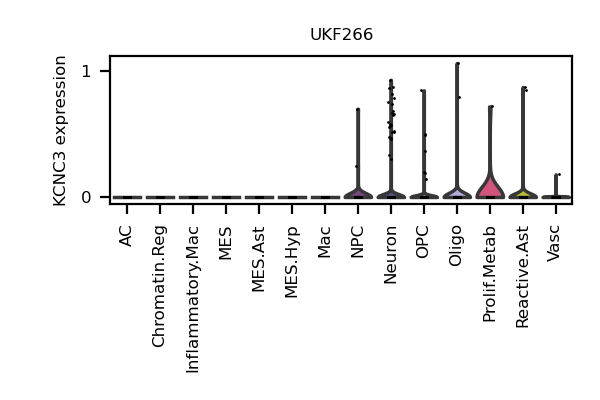 UKF266
KCNC3 expression
1
0
AC
Chromatin.Reg
Inflammatory.Mac
MES
MES.Ast
MES.Hyp
Mac
NPC
Neuron
OPC
Oligo
Prolif.Metab
Reactive.Ast
Vasc